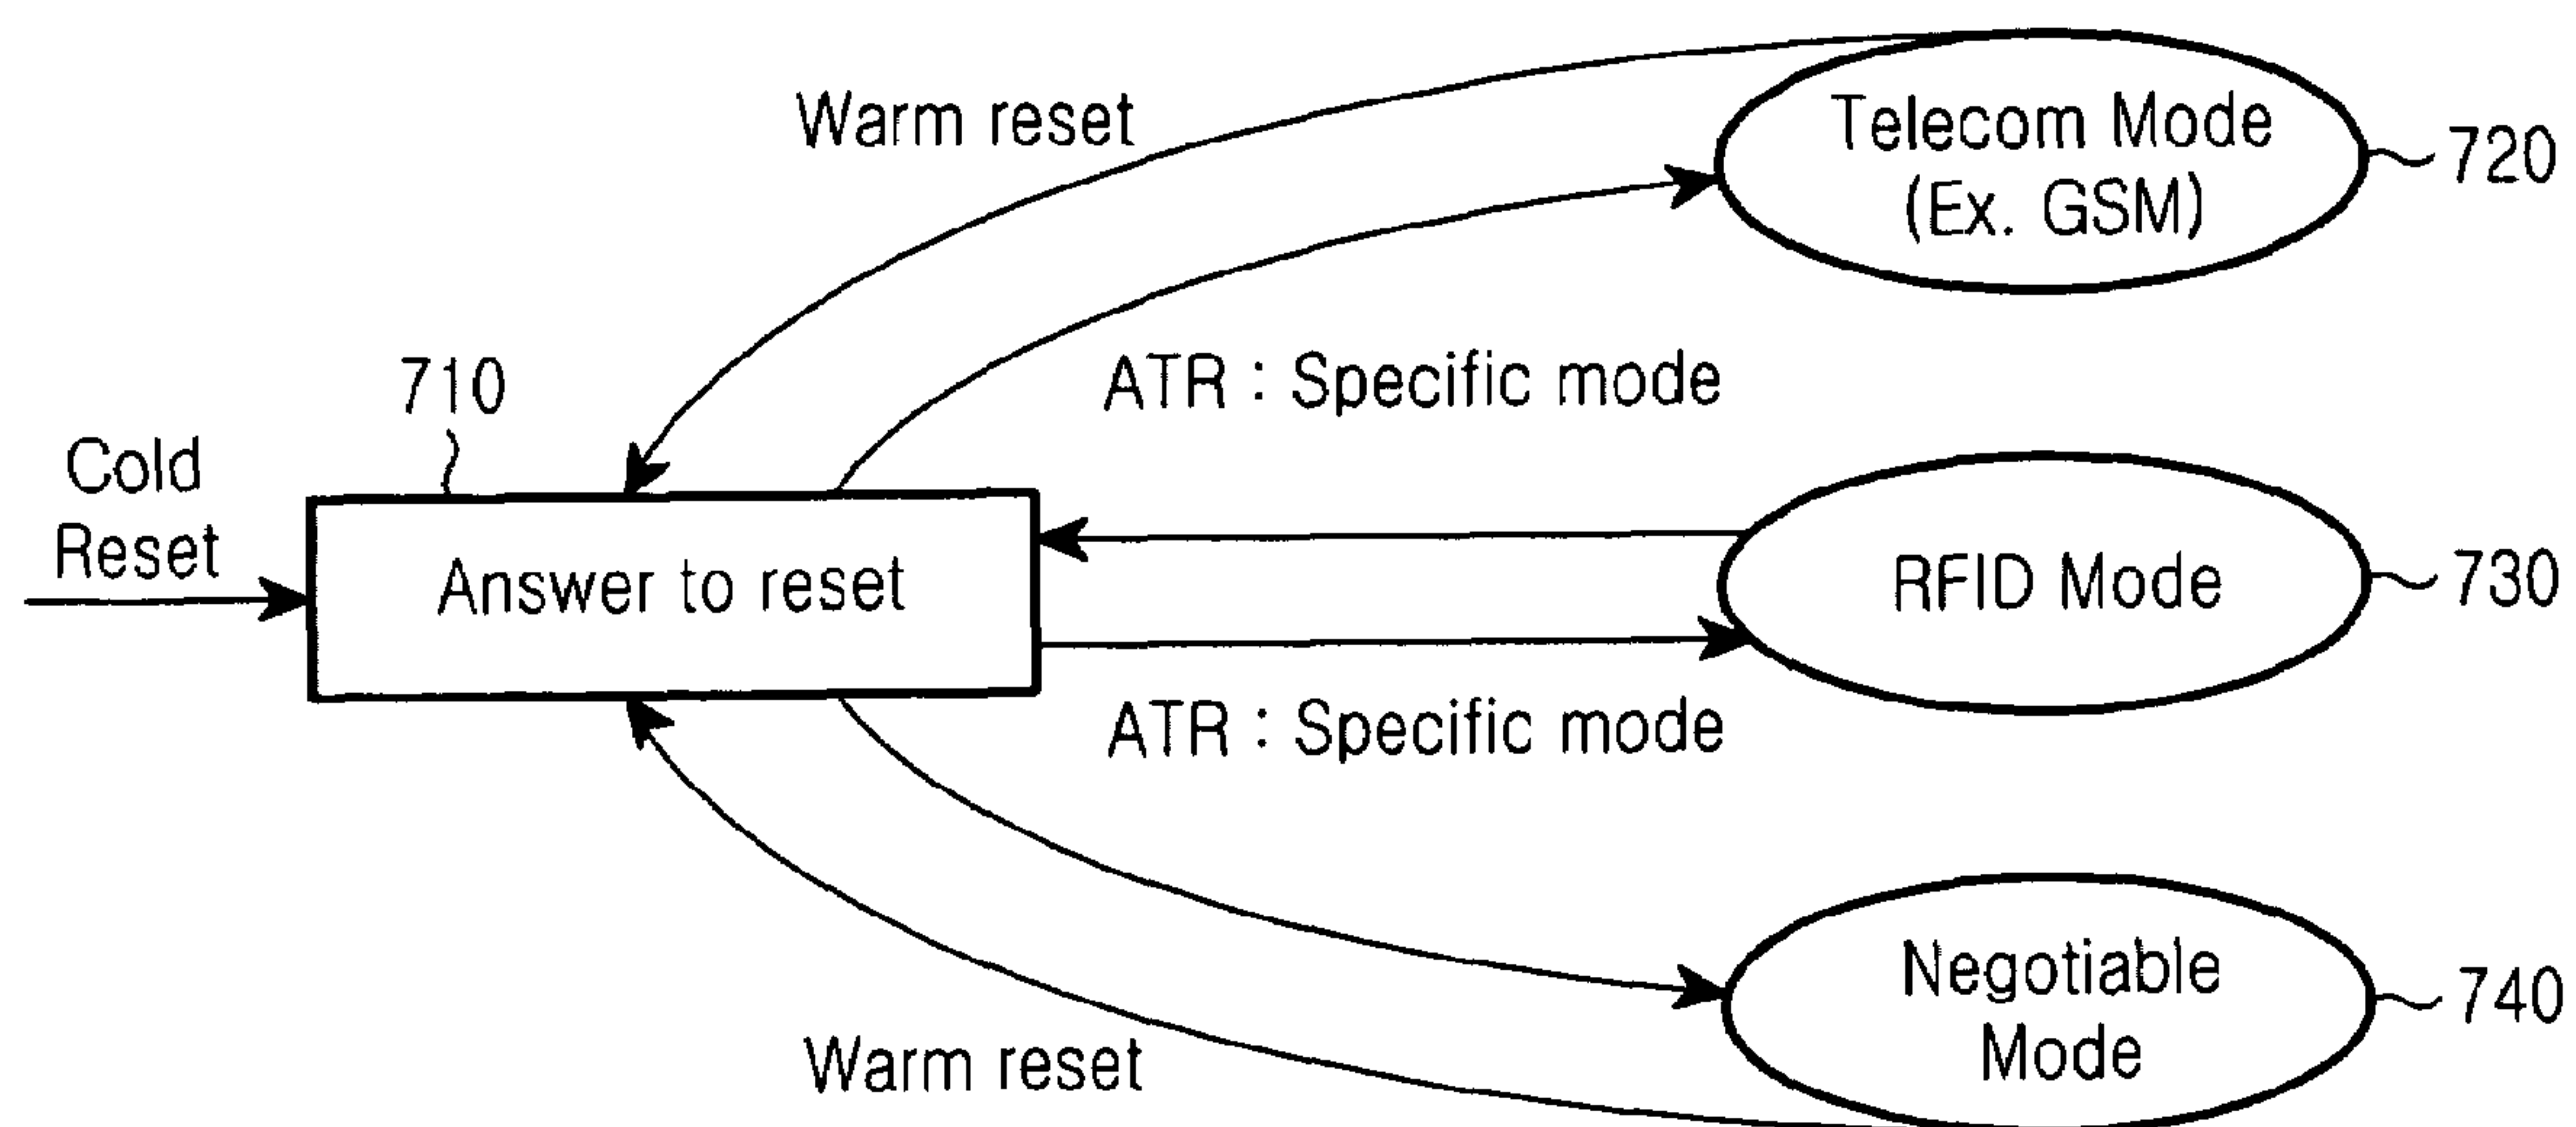 Warm reset
Telecom Mode
(Ex. GSM)
720
ATR : Specific mode
710
Cold
Reset
Answer to reset
RFID Mode
730
ATR : Specific mode
Negotiable
Mode
740
Warm reset